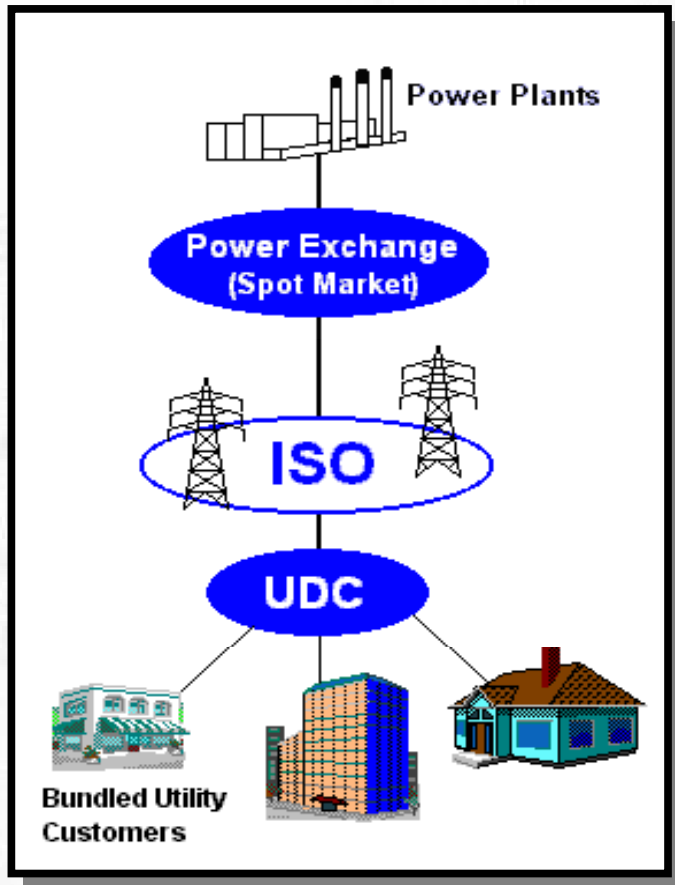 Power Plants
Power Exchange
(Spot Market)
ISO
UDC
Bundled Utility
Customers